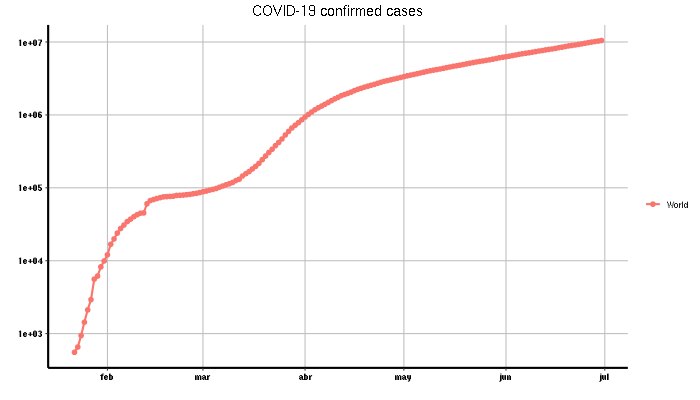 COVID-19 confirmed cases
1e+07
1e+06
1e+05
1e+04
1e+03
World
feb mar abr may jun jul